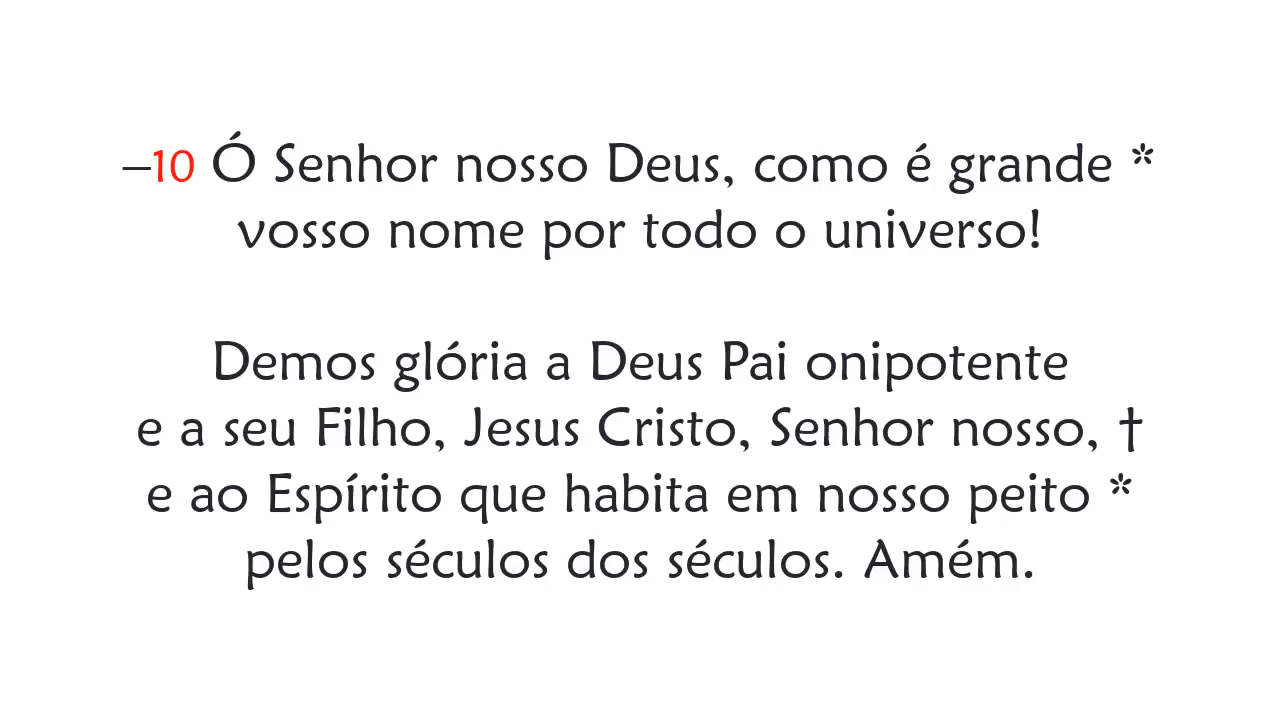 –10 Ó Senhor nosso Deus, como é grande *
vosso nome por todo o universo!
Demos glória a Deus Pai onipotente
e a seu Filho, Jesus Cristo, Senhor nosso, †
e ao Espírito que habita em nosso peito *
pelos séculos dos séculos. Amém.